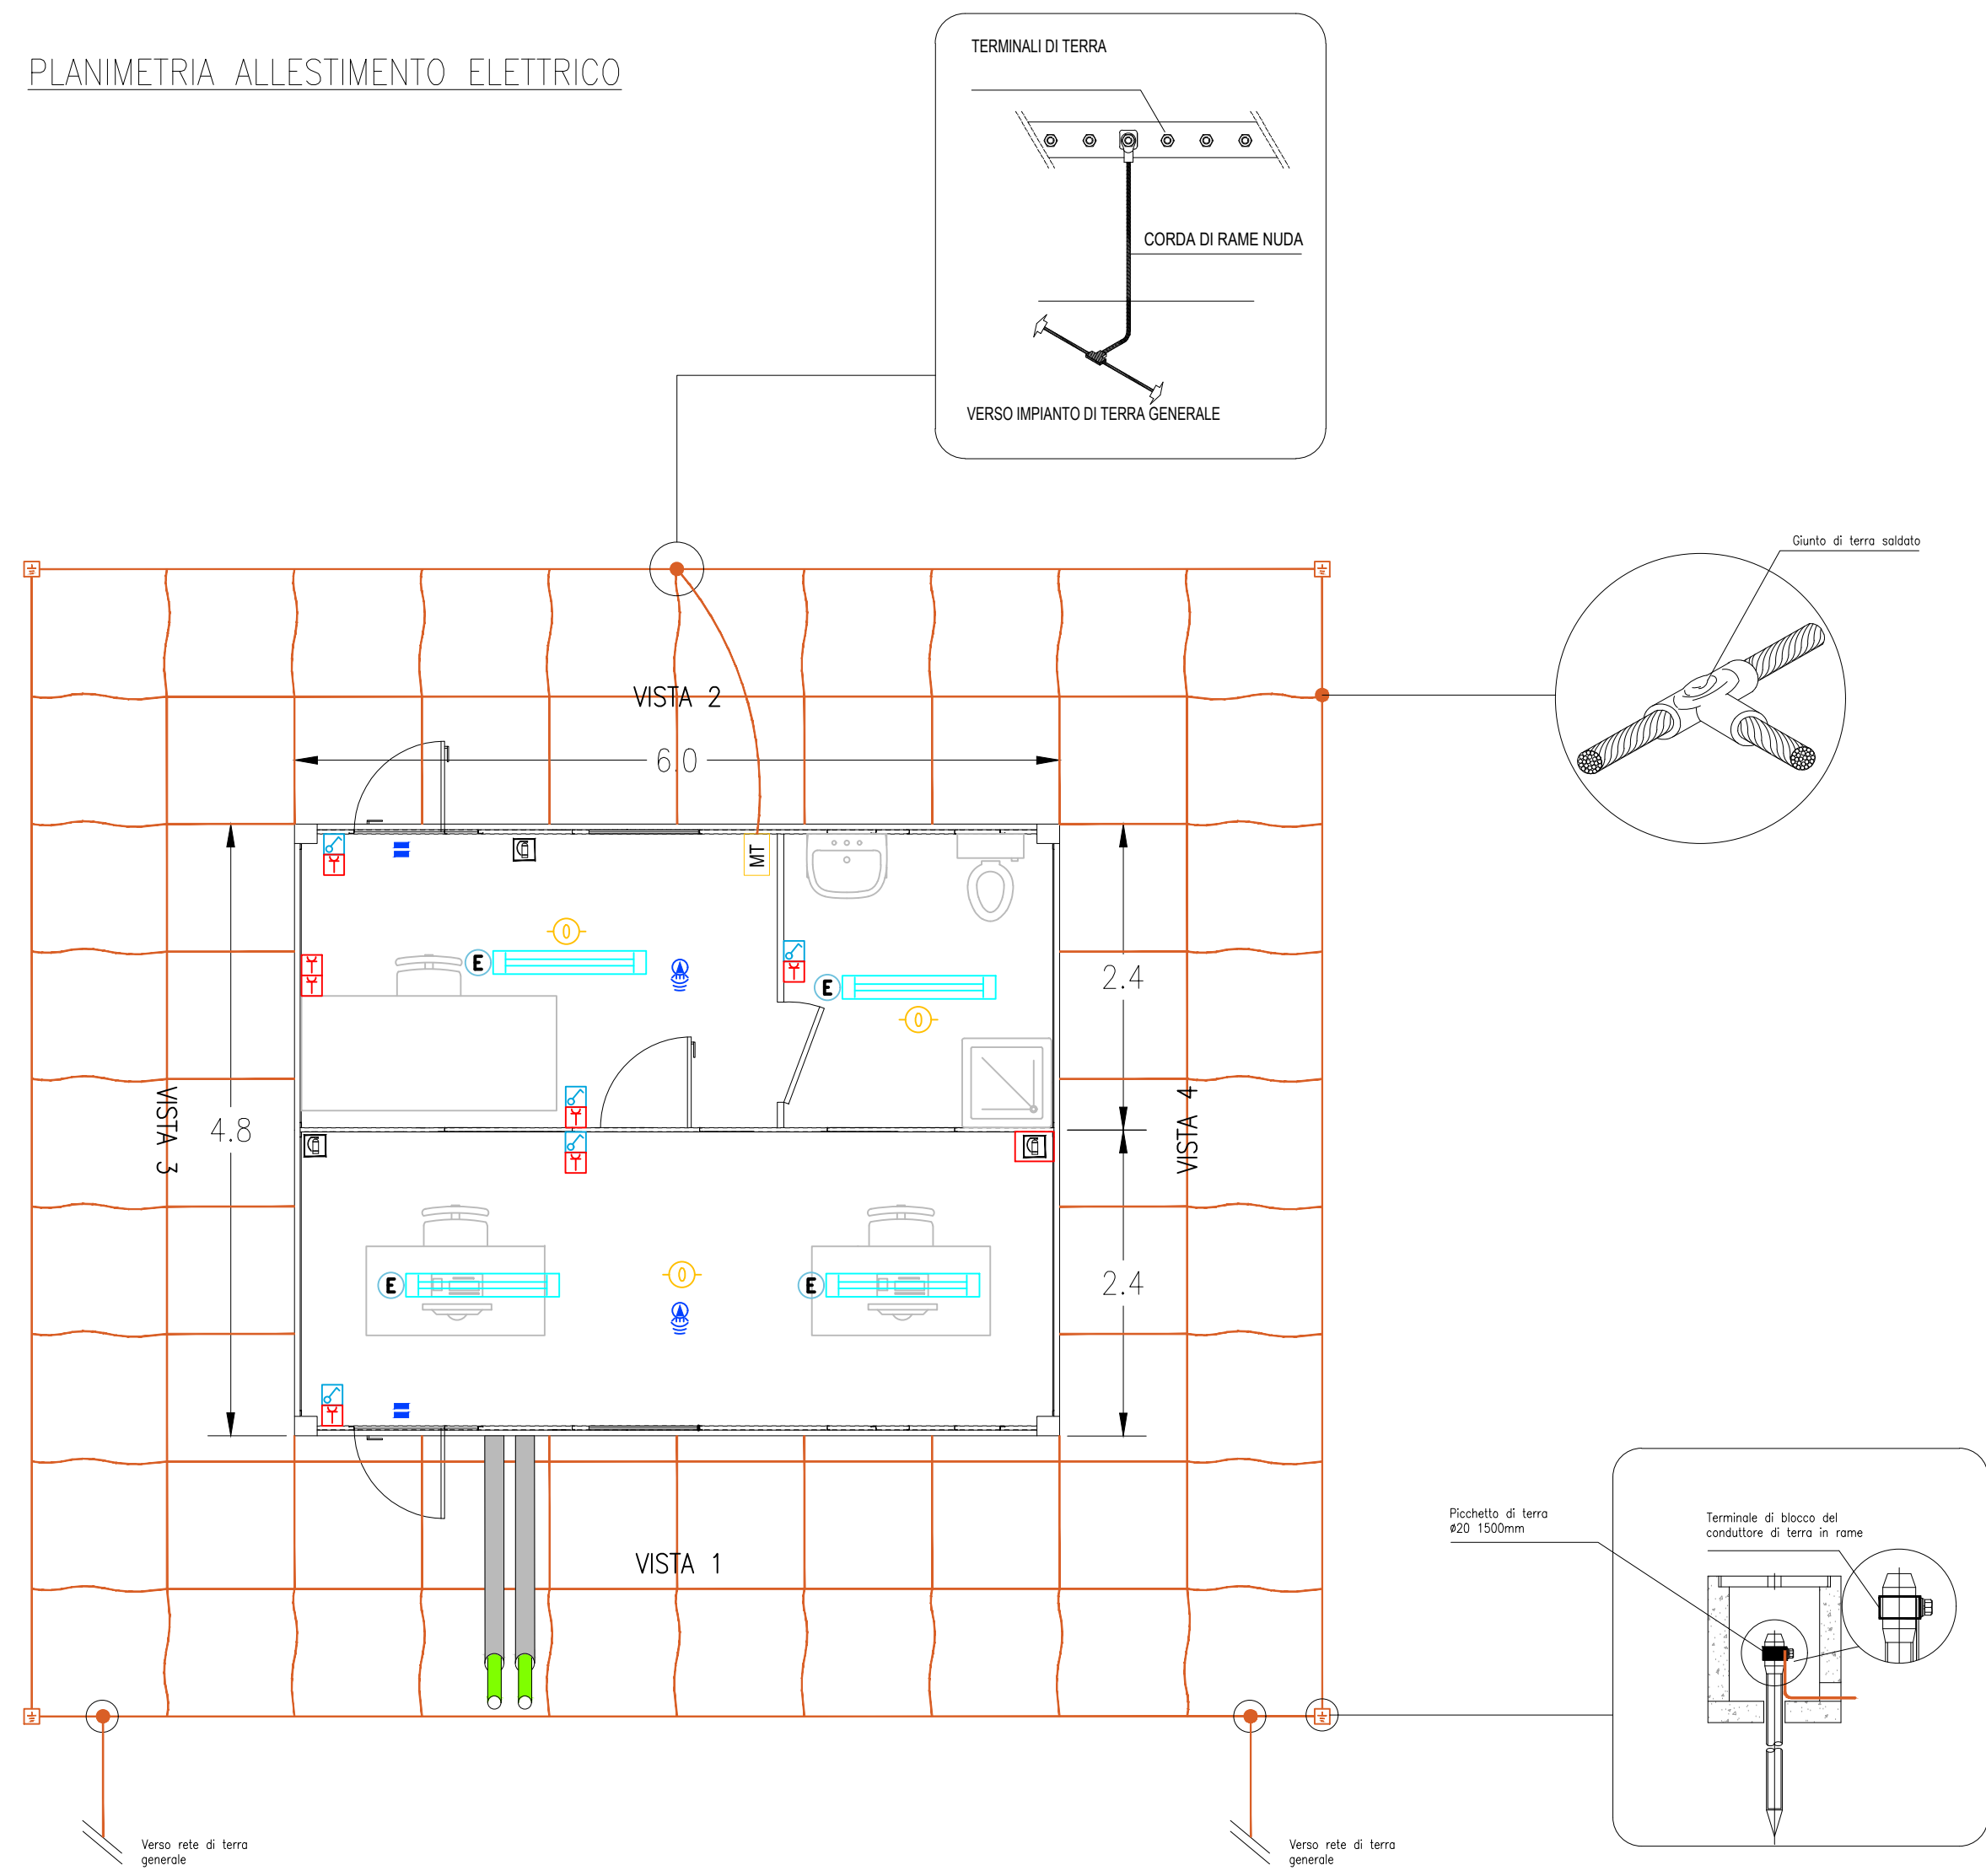 PLANIMETRIA ALLESTIMENTO ELETTRICO
TERMINALI DI TERRA
CORDA DI RAME NUDA
VERSO IMPIANTO DI TERRA GENERALE
Giunto di terra saldato
VISTA 2
6.0
MT
E
E
2.4
VISTA 3
4.8
VISTA 4
E
E
2.4
VISTA 1
Picchetto di terra
ø20 1500mm
Terminale di blocco del
conduttore di terra in rame
Verso rete di terra
generale
Verso rete di terra
generale